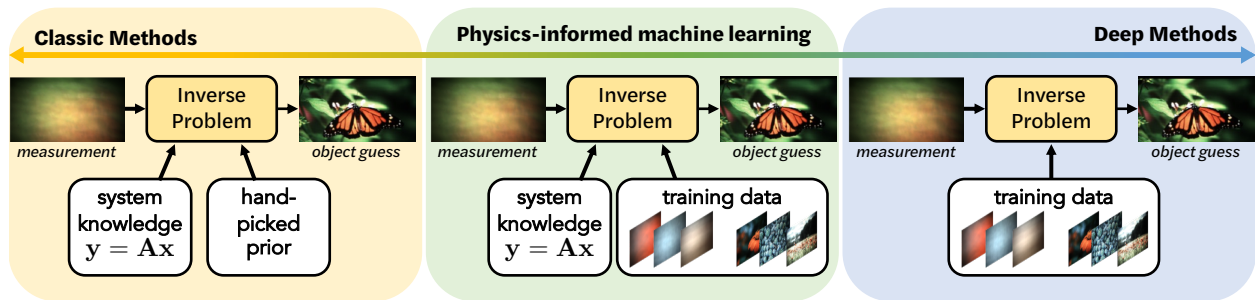 Classic Methods
Physics-informed machine learning
Deep Methods
Inverse
Problem
measurement
object guess
system
knowledge
y = Ax
hand-
picked
prior
Inverse
Problem
measurement
object guess
system
knowledge
y = Ax
training data
Inverse
Problem
measurement
object guess
training data